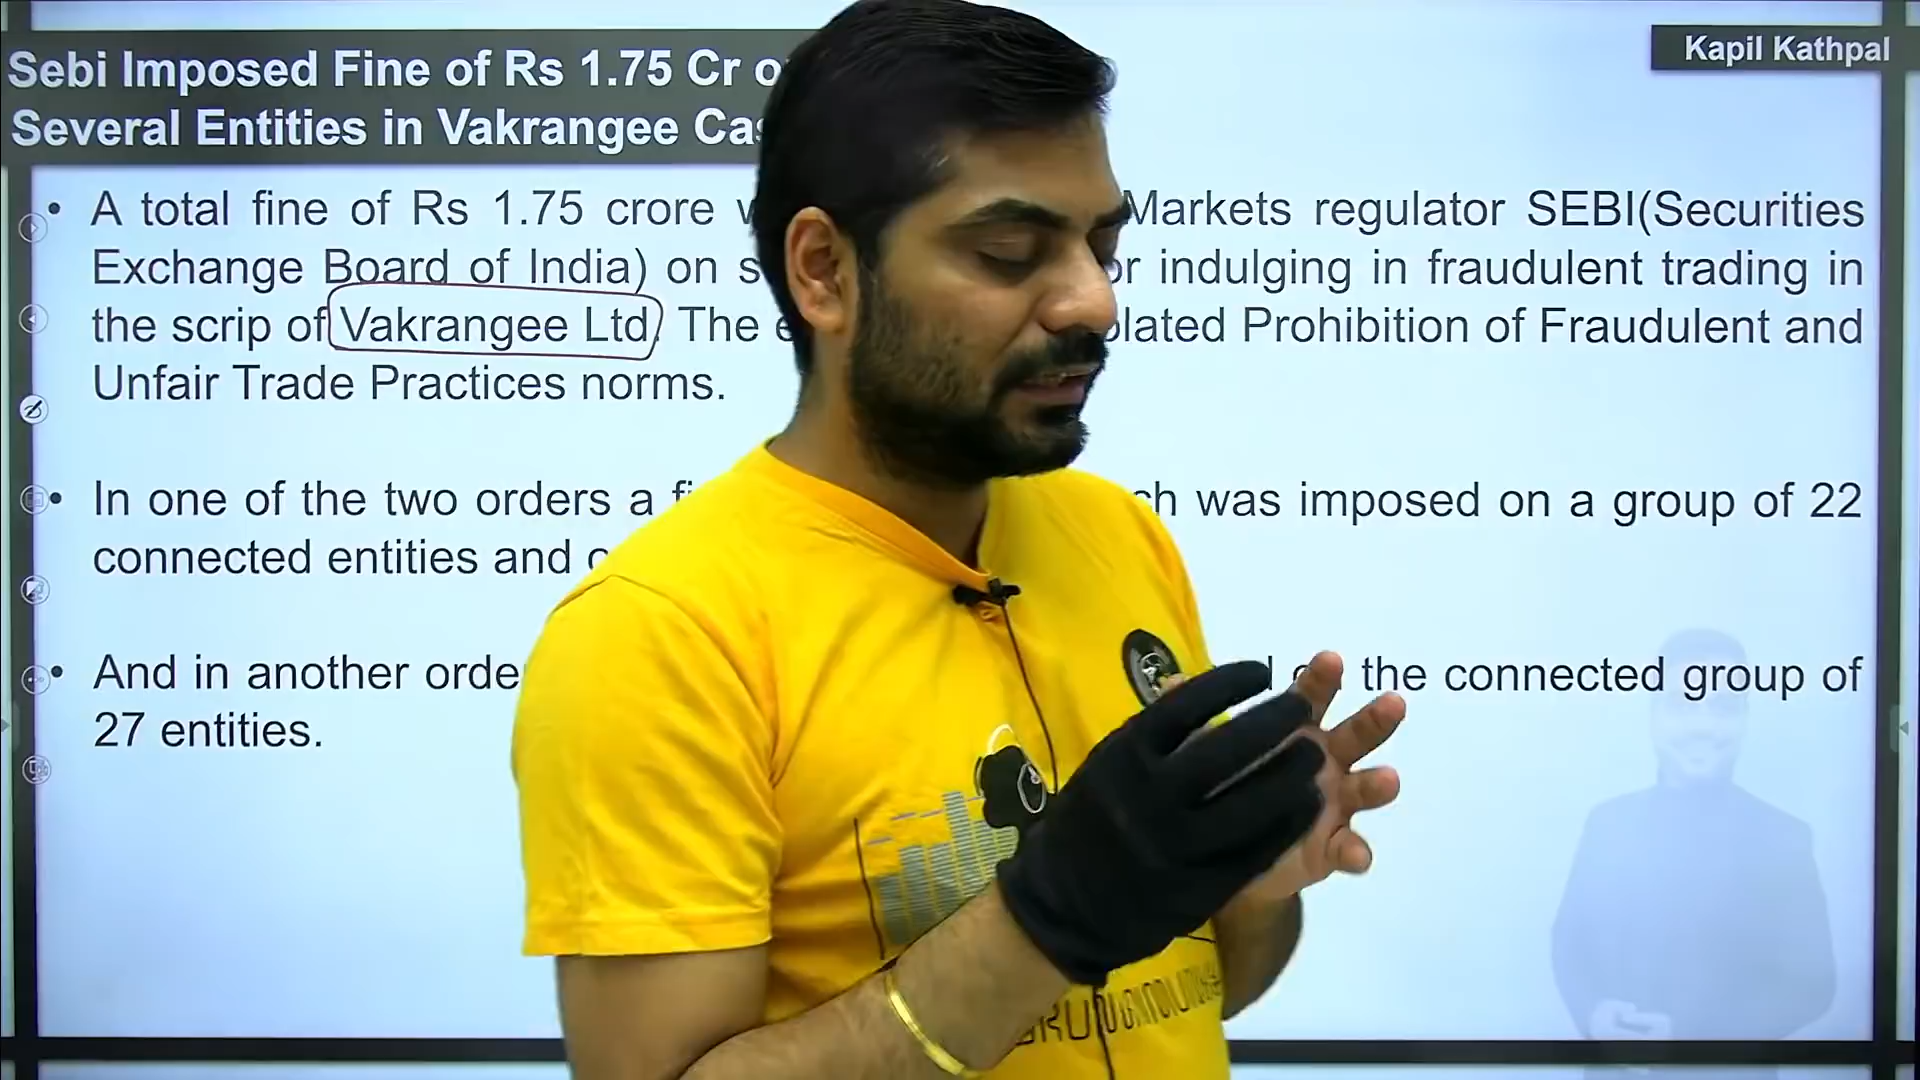 Sebi Imposed Fine of Rs 1.75 Cr
Several Entities in Vakrangee
Kapil Kathpal
• A total fine of Rs 1.75 crore Markets regulator SEBI(Securities
Exchange Board of India) on indulging in fraudulent trading in
the scrip of Vakrangee Ltd. The Prohibition of Fraudulent and
Unfair Trade Practices norms.
• In one of the two orders a was imposed on a group of 22
connected entities and
• And in another the connected group of
27 entities.